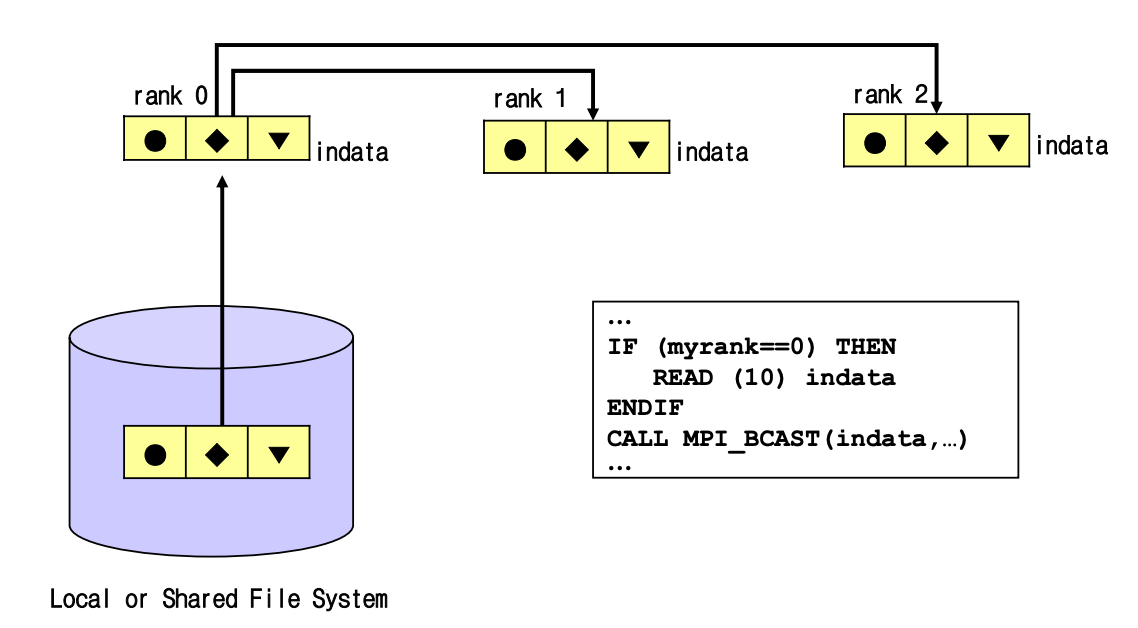 rank 0
rank 1
rank 2
indata
indata
indata
…
IF (myrank==0) THEN
   READ (10) indata
ENDIF
CALL MPI_BCAST(indata,…)
…
Local or Shared File System